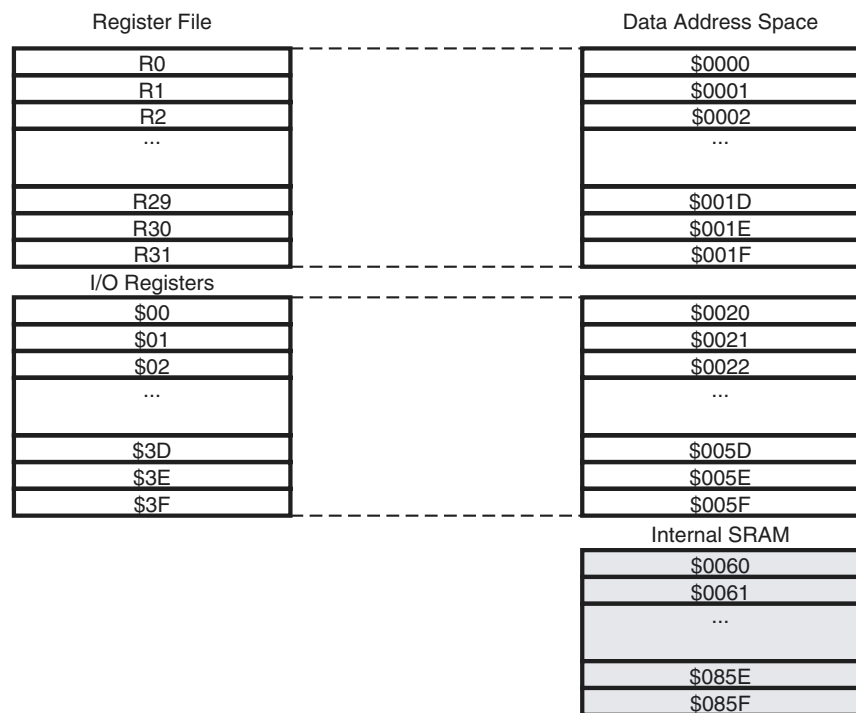 Register File
Data Address Space
R0
$0000
R1
$0001
R2
$0002
...
...
R29
$001D
R30
$001E
R31
$001F
I/O Registers
$00
$0020
$01
$0021
$02
$0022
...
...
$3D
$005D
$3E
$005E
$3F
$005F
Internal SRAM
$0060
$0061
...
$085E
$085F